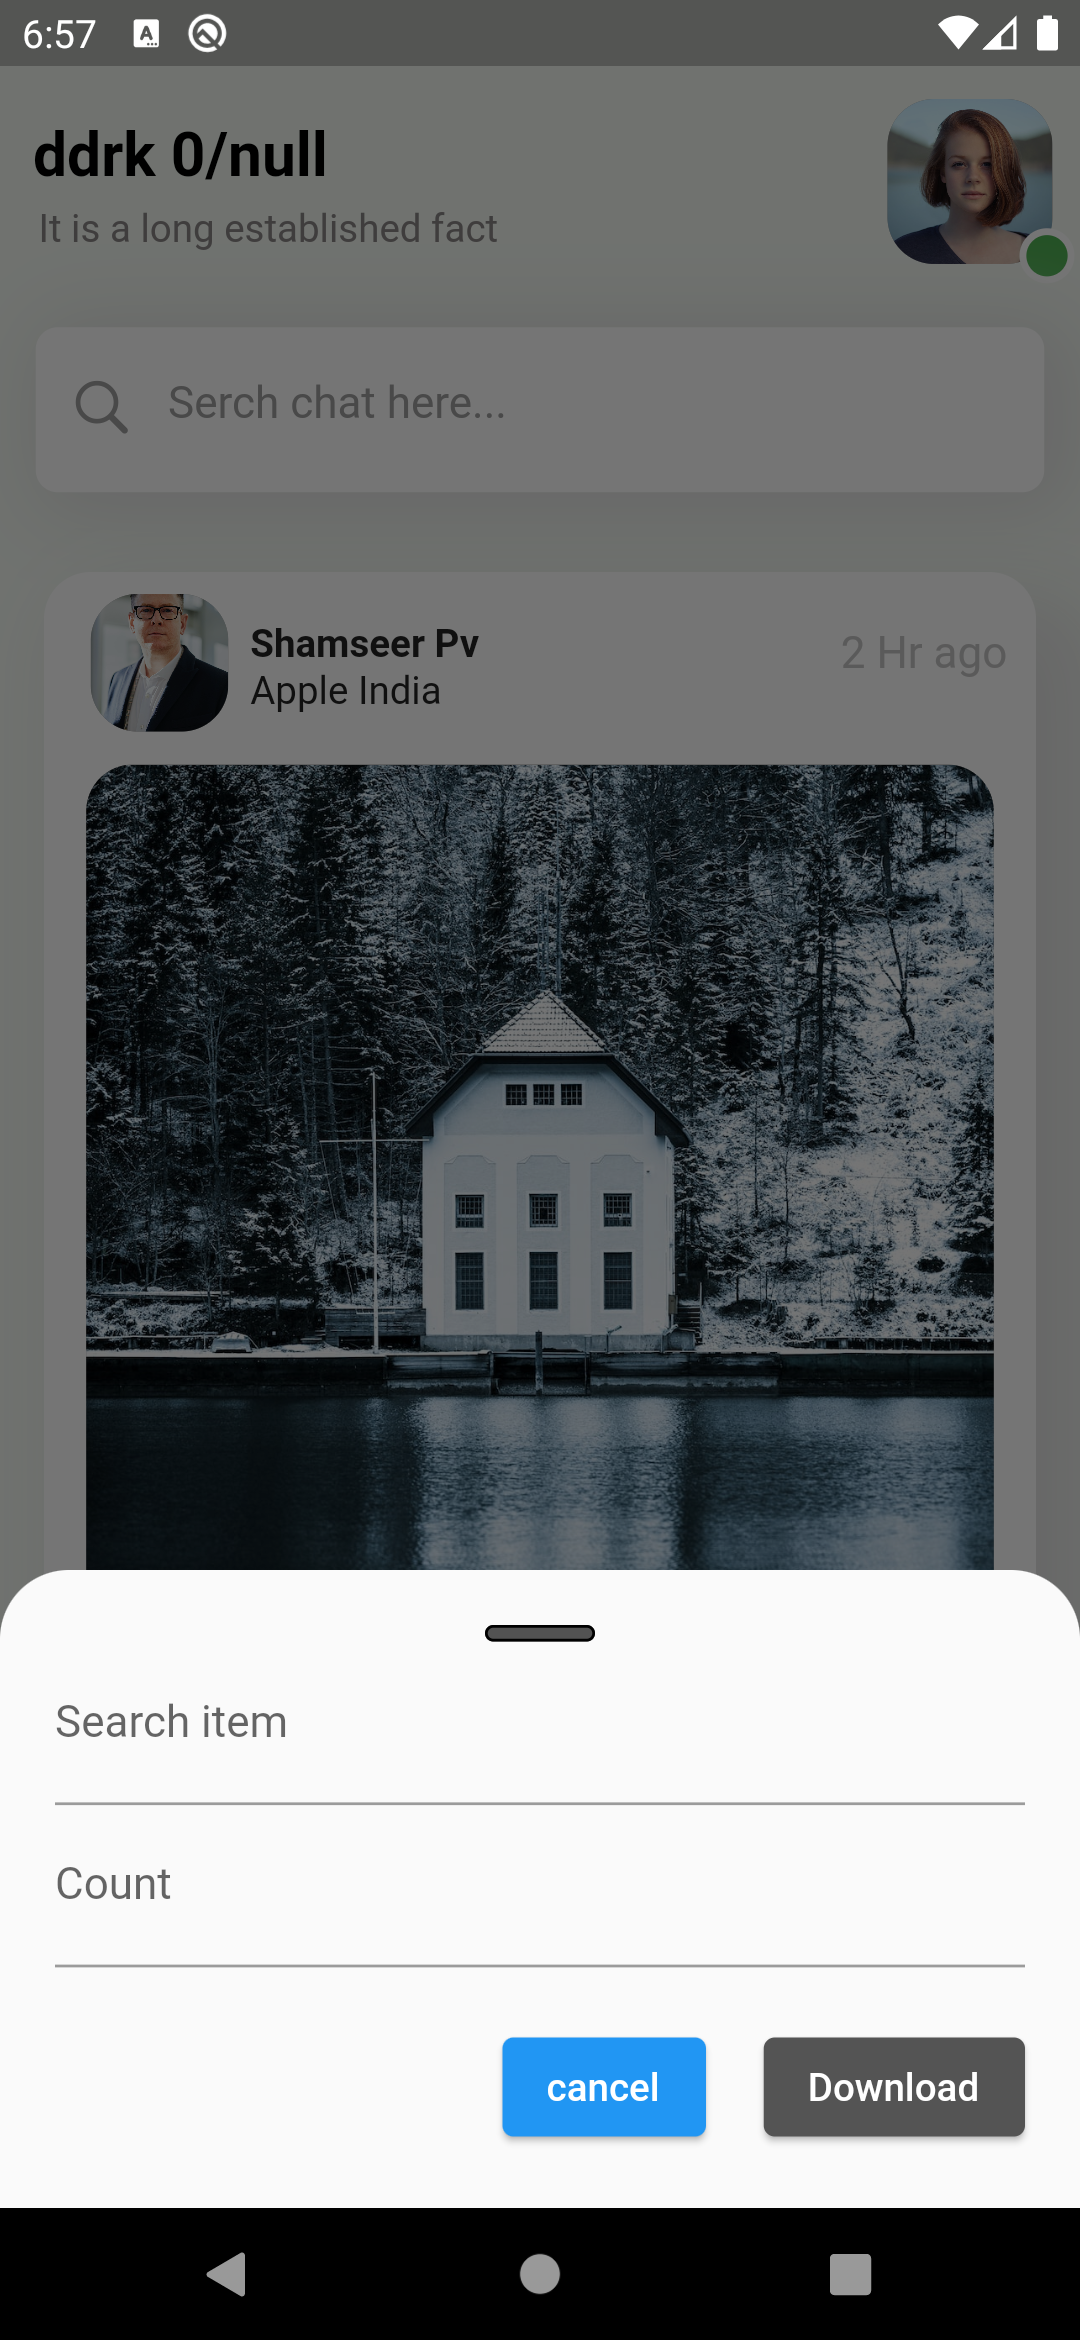 6:57
ddrk 0/null
It is a long established fact
Serch chat here...
Shamseer Pv
2 Hr ago
Apple India
Search item
Count
cancel
Download